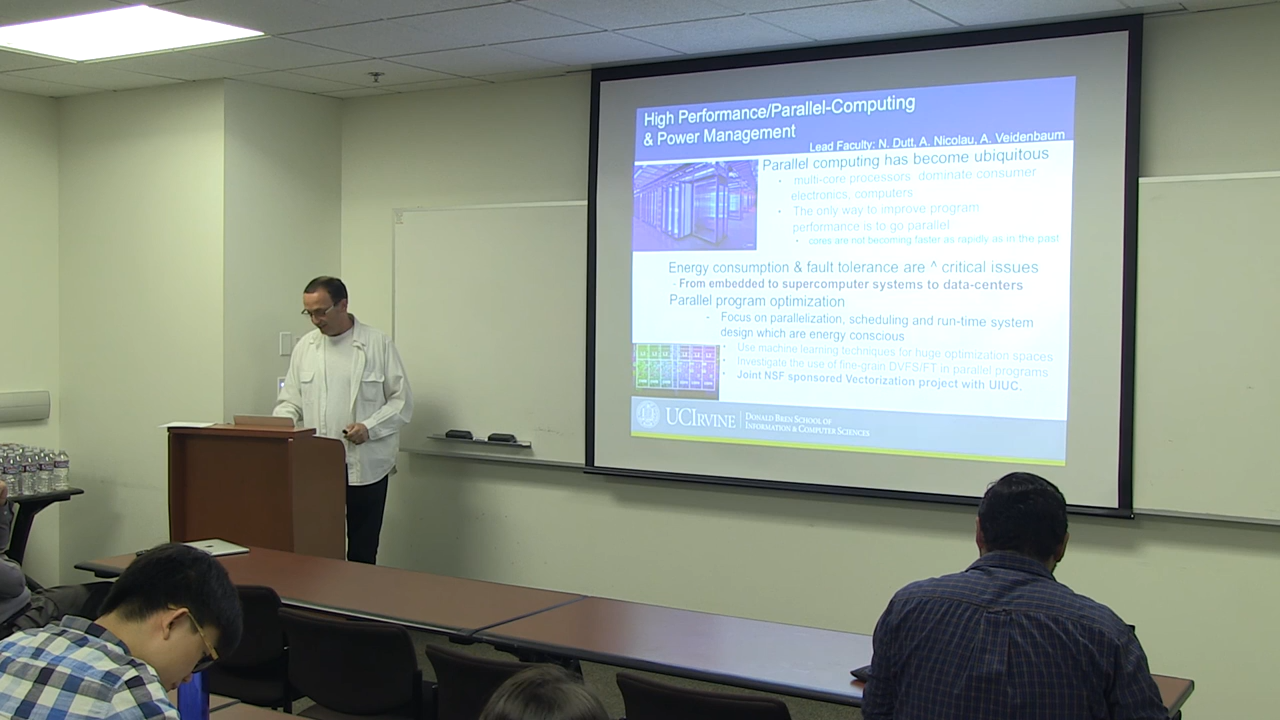 High Performance/Parallel-Computing
& Power Management
Lead Faculty: N. Dutt, A. Nicolau, A. Veidenbaum
Parallel computing has become ubiquitous
· multi-core processors dominate consumer
electronics, computers
· The only way to improve program
performance is to go parallel.
· cores are not becoming faster as rapidly as in the past
Energy consumption & fault tolerance are ^ critical issues
- From embedded to supercomputer systems to data-centers
Parallel program optimization
- Focus on parallelization, scheduling and run-time system
design which are energy conscious
- Use machine learning techniques for huge optimization spaces
- Investigate the use of fine-grain DVFS/FT in parallel programs
- Joint NSF sponsored Vectorization project with UIUC.
UCIRVINE
DONALD BREN SCHOOL OF
INFORMATION & COMPUTER SCIENCES